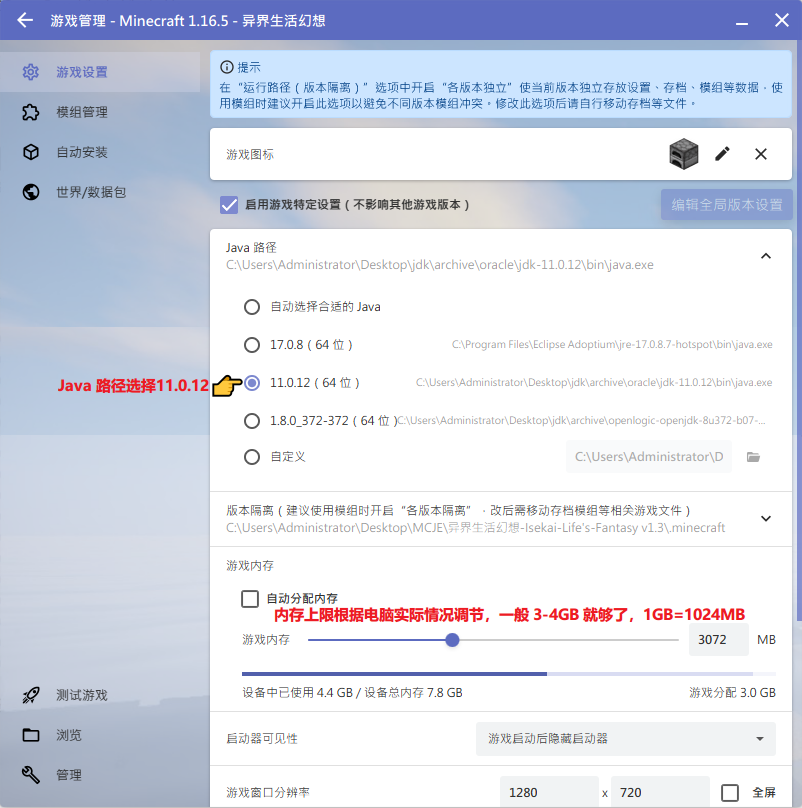 游戏管理 - Minecraft 1.16.5 - 异界生活幻想
游戏设置
模组管理
自动安装
世界/数据包
提示
在“运行路径（版本隔离）”选项中开启“各版本独立”使当前版本独立存放设置、存档、模组等数据，使
用模组时建议开启此选项以避免不同版本模组冲突。修改此选项后请自行移动存档等文件。
游戏图标
启用游戏特定设置（不影响其他游戏版本）
编辑全局版本设置
Java 路径
C:\Users\Administrator\Desktop\jdk\archive\oracle\jdk-11.0.12\bin\java.exe
自动选择合适的 Java
17.0.8（64 位）
C:\Program Files\Eclipse Adoptium\jre-17.0.8.7-hotspot\bin\java.exe
Java 路径选择11.0.12
11.0.12（64 位）
C:\Users\Administrator\Desktop\jdk\archive\oracle\jdk-11.0.12\bin\java.exe
1.8.0_372-372（64 位）
C:\Users\Administrator\Desktop\jdk\archive\openlogic-openjdk-8u372-b07-...
自定义
C:\Users\Administrator\D
版本隔离（建议使用模组时开启“各版本隔离”，改后需移动存档模组等相关游戏文件）
C:\Users\Administrator\Desktop\MCJE\异界生活幻想-Isekai-Life's-Fantasy v1.3\.minecraft
游戏内存
自动分配内存
内存上限根据电脑实际情况调节，一般 3-4GB 就够了，1GB=1024MB
游戏内存
3072
MB
设备中已使用 4.4 GB / 设备总内存 7.8 GB
游戏分配 3.0 GB
测试游戏
浏览
管理
启动器可见性
游戏启动后隐藏启动器
游戏窗口分辨率
1280
x
720
全屏